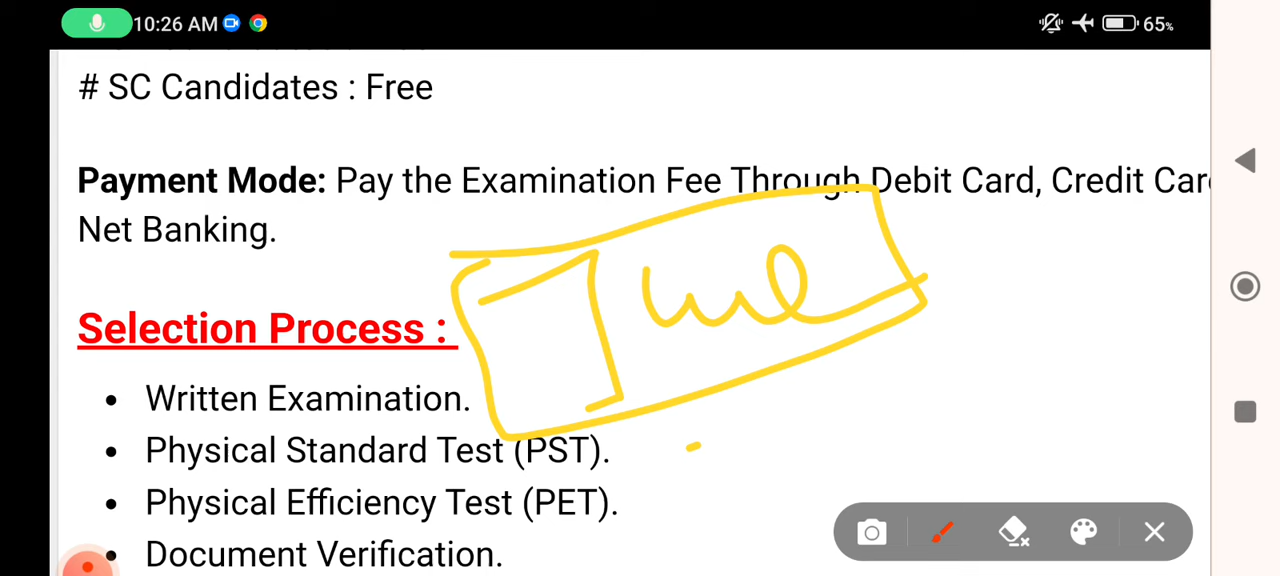 10:26 AM 65%
# SC Candidates : Free
Payment Mode: Pay the Examination Fee Through Debit Card, Credit Car
Net Banking.
Selection Process :
• Written Examination.
• Physical Standard Test (PST).
• Physical Efficiency Test (PET).
• Document Verification.